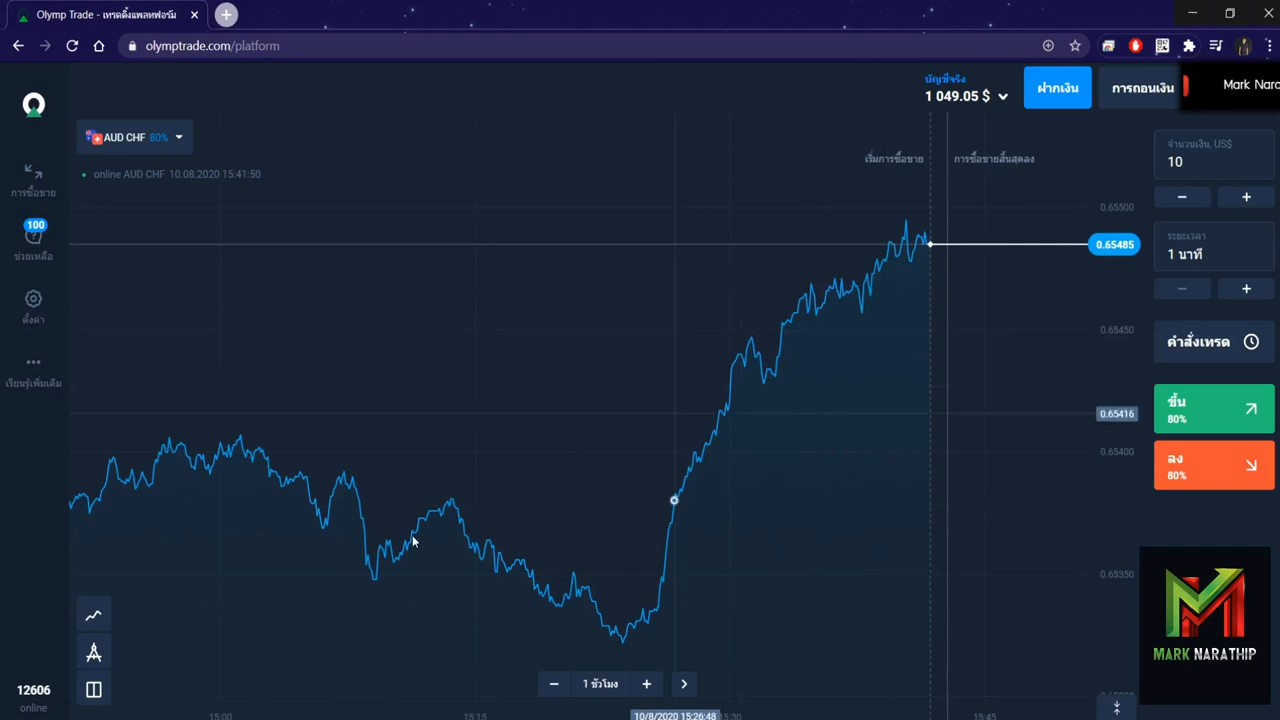 Olymp Trade - เทรดดิ้งแพลทฟอร์ม
olymptrade.com/platform
บัญชีจริง
1 049.05 $
ฝากเงิน
การถอนเงิน
Mark Naro
AUD CHF 80%
online AUD CHF 10.08.2020 15:41:50
เริ่มการซื้อขาย
การซื้อขายสิ้นสุดลง
จำนวนเงิน, US$
10
ระยะเวลา
1 นาที
คำสั่งเทรด
ขึ้น
80%
ลง
80%
การซื้อขาย
100
ช่วยเหลือ
ตั้งค่า
เรียนรู้เพิ่มเติม
12606
online
0.65500
0.65485
0.65450
0.65416
0.65400
0.65350
1 ชั่วโมง
15:00
15:15
10/8/2020 15:26:48
15:30
15:45
MARK NARATHIP